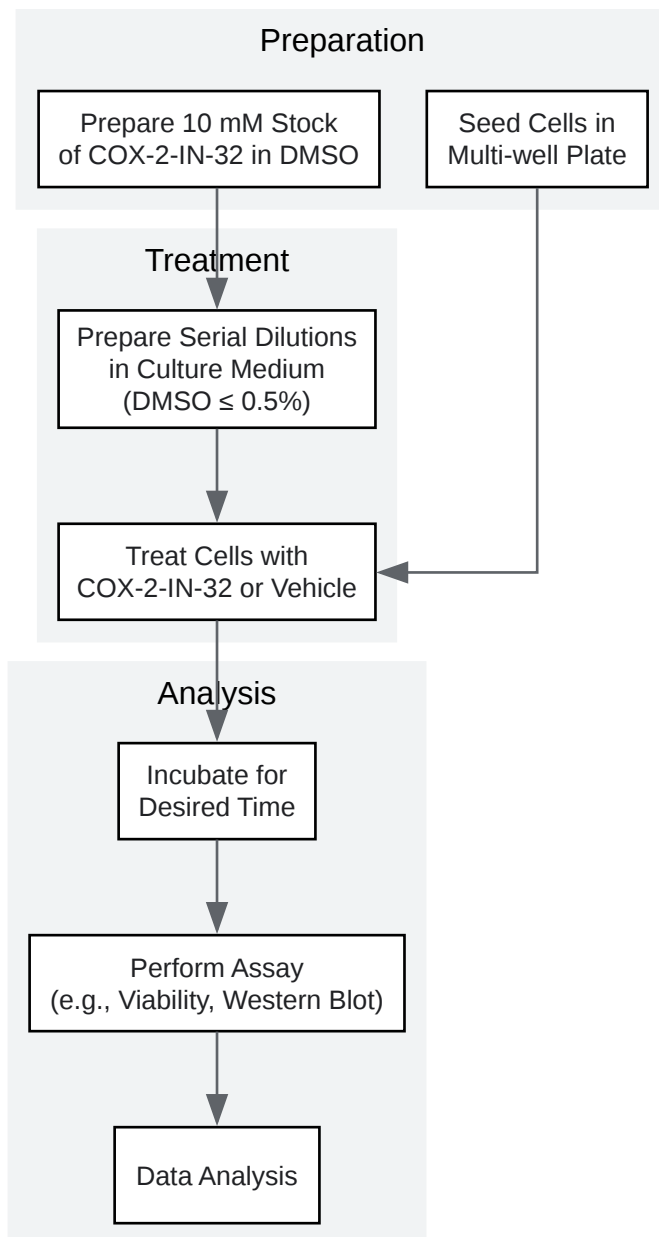 Preparation
Prepare 10 mM Stock
of COX-2-IN-32 in DMSO
Seed Cells in
Multi-well Plate
Treatment
Prepare Serial Dilutions
in Culture Medium
(DMSO ≤ 0.5%)
Treat Cells with
COX-2-IN-32 or Vehicle
Analysis
Incubate for
Desired Time
Perform Assay
(e.g., Viability, Western Blot)
Data Analysis